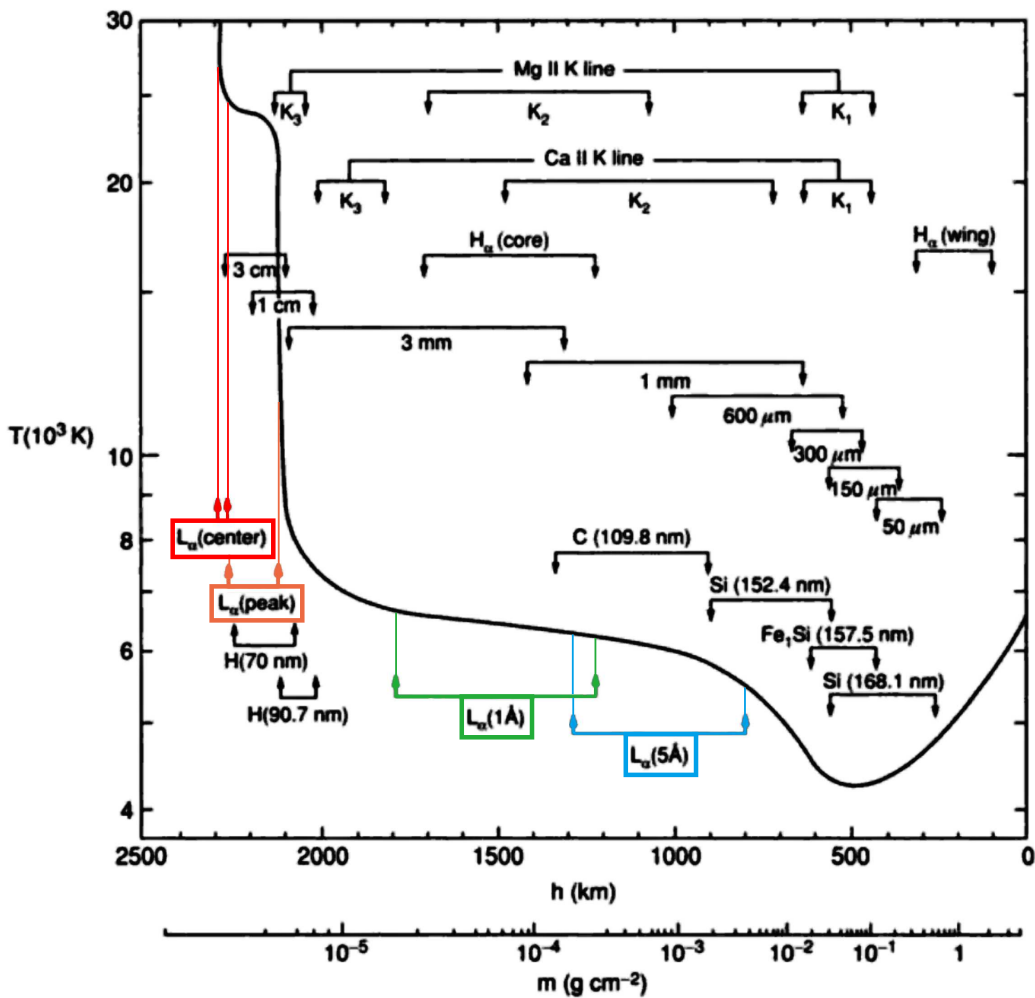 30
20
10
8
6
4
T(10³ K)
Mg II K line
K₃
K₂
K₁
Ca II K line
K₃
K₂
K₁
Hα (core)
Hα (wing)
3 cm
1 cm
3 mm
1 mm
600 μm
300 μm
150 μm
50 μm
Lα(center)
C (109.8 nm)
Lα(peak)
Si (152.4 nm)
H(70 nm)
Fe₁Si (157.5 nm)
H(90.7 nm)
Si (168.1 nm)
Lα(1Å)
Lα(5Å)
2500 2000 1500 1000 500 0
h (km)
10⁻⁵ 10⁻⁴ 10⁻³ 10⁻² 10⁻¹ 1
m (g cm⁻²)